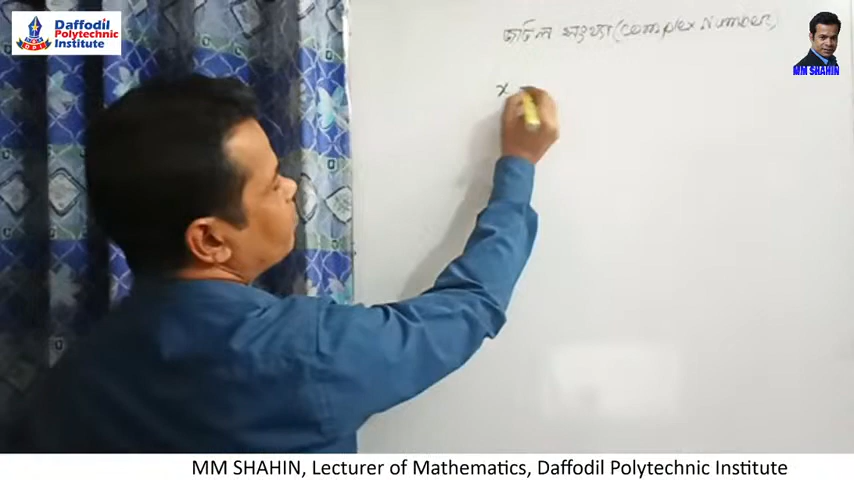 Daffodil
Polytechnic
Institute
জটিল সংখ্যা (complex Number)
MM SHAHIN
x
MM SHAHIN, Lecturer of Mathematics, Daffodil Polytechnic Institute